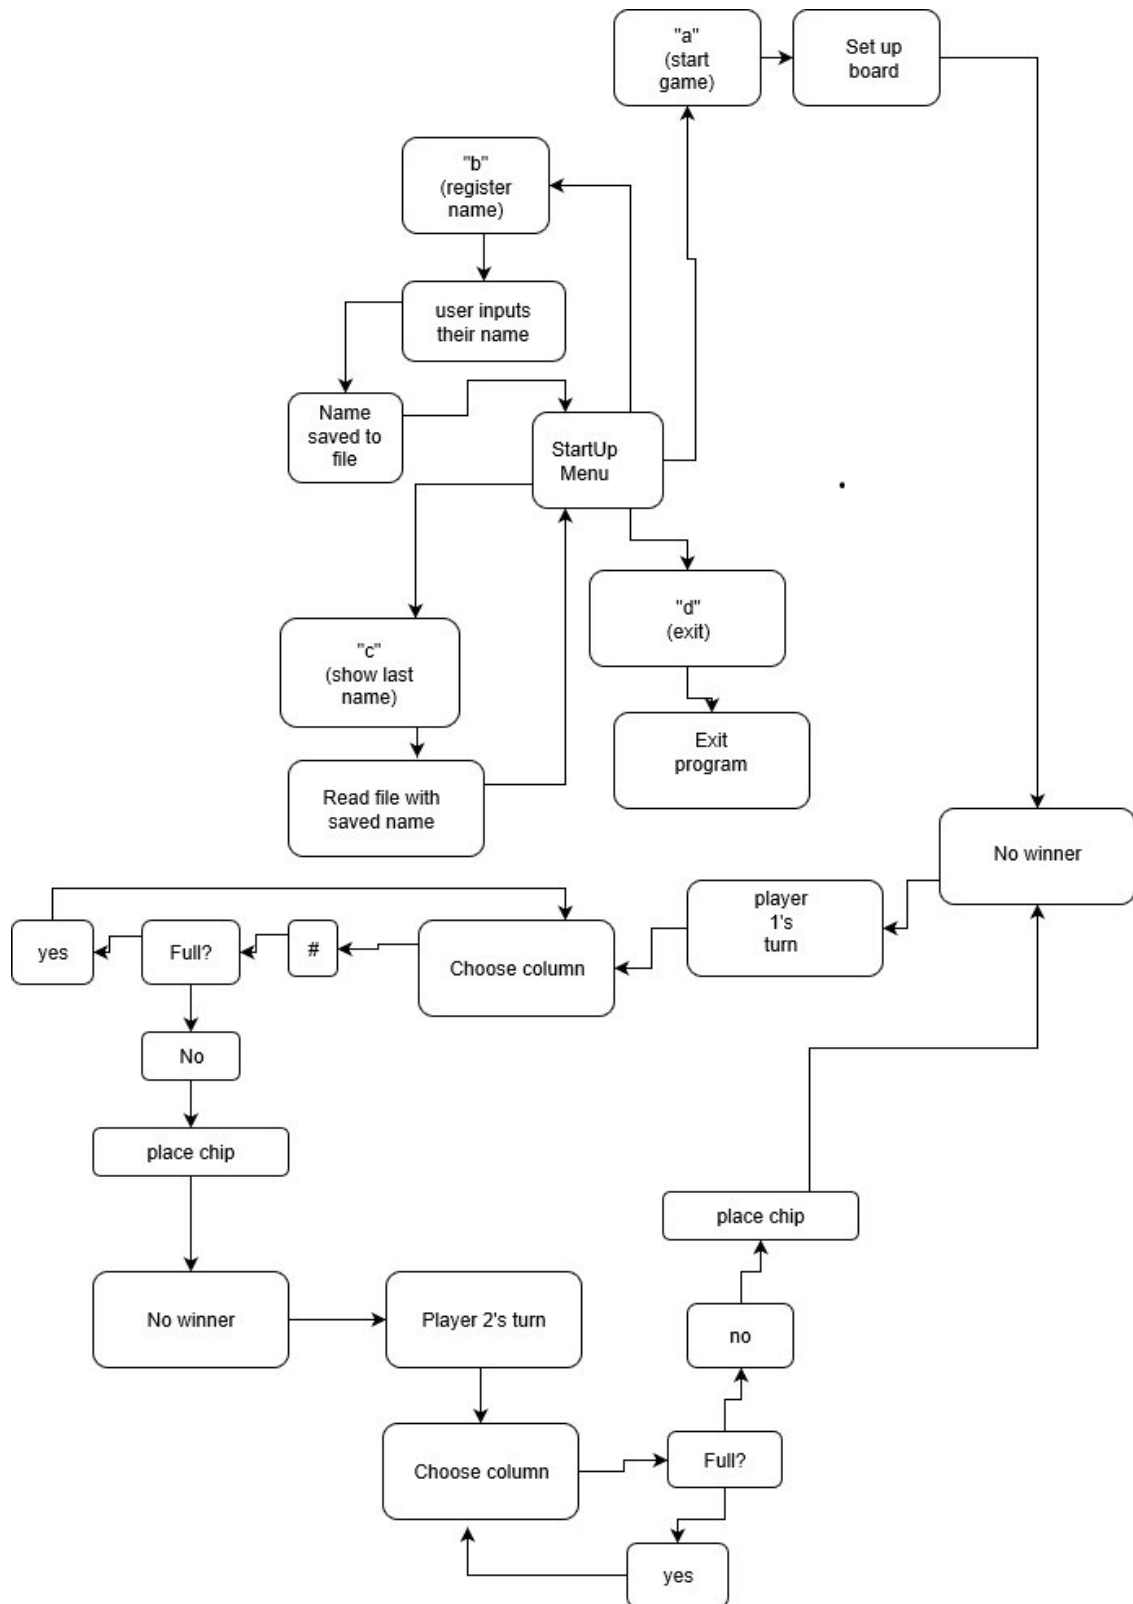 "a"
(start
game)
Set up
board
"b"
(register
name)
user inputs
their name
Name
saved to
file
StartUp
Menu
"c"
(show last
name)
"d"
(exit)
Exit
program
Read file with
saved name
No winner
player
1's
turn
Choose column
#
Full?
yes
No
place chip
No winner
Player 2's turn
Choose column
Full?
yes
no
place chip